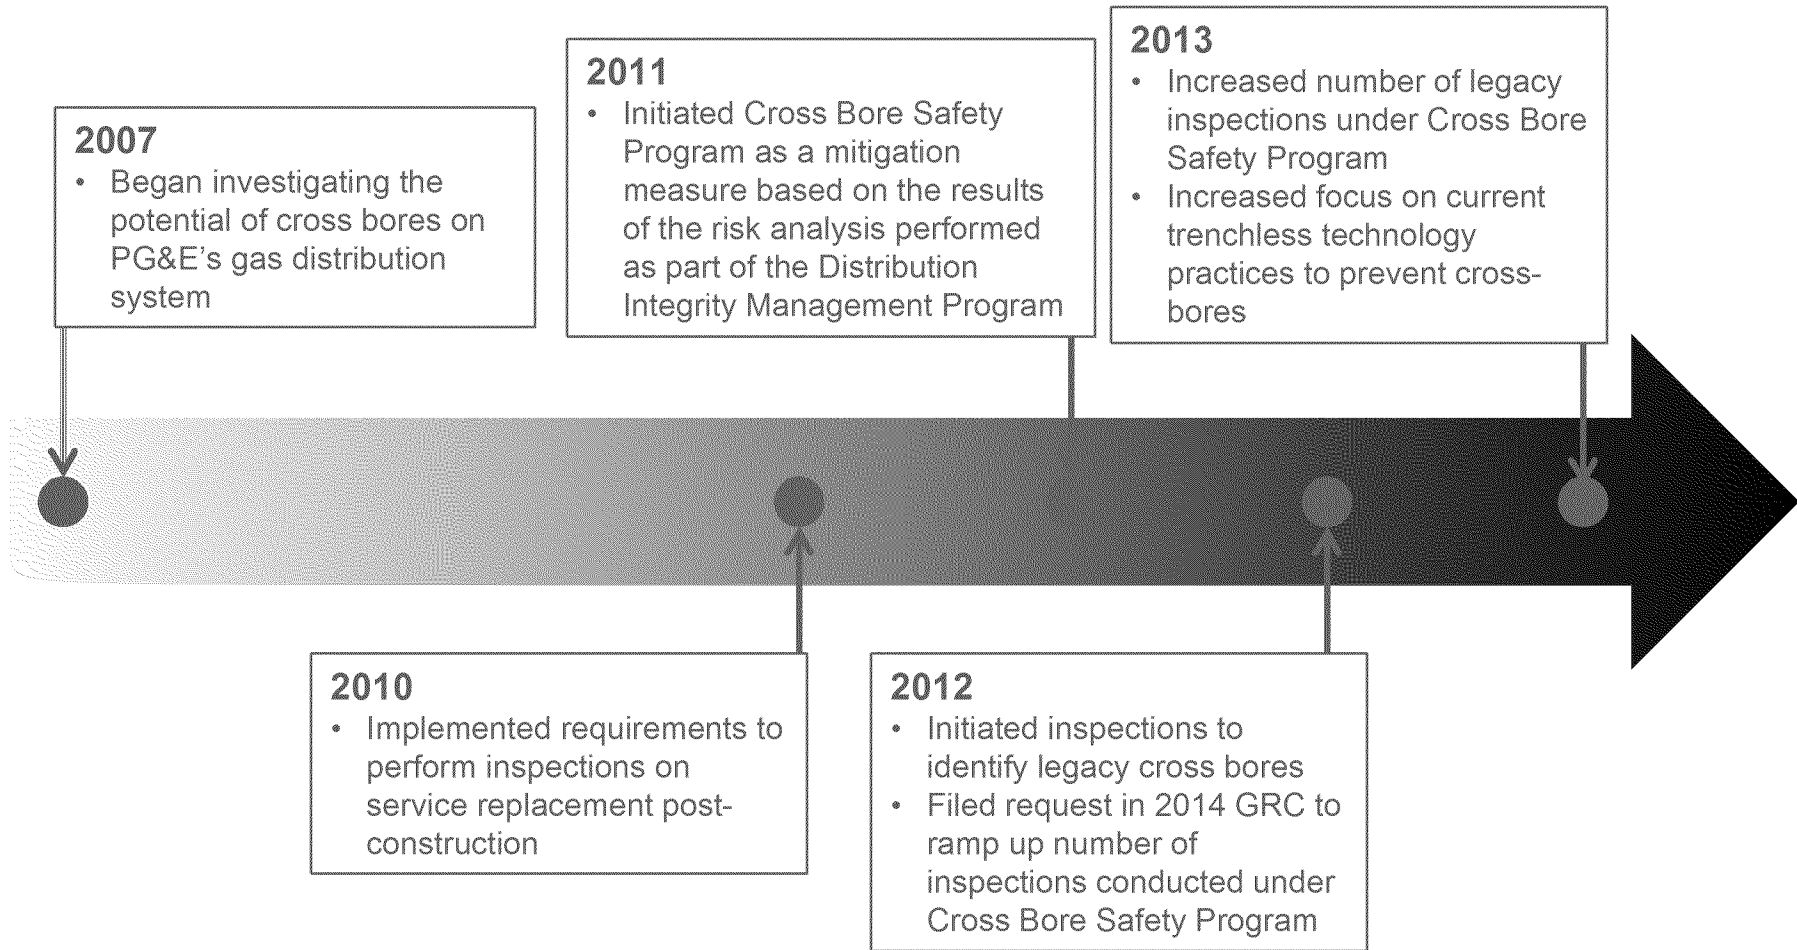 2007
• Began investigating the
potential of cross bores on
PG&E's gas distribution
system
2010
• Implemented requirements to
perform inspections on
service replacement post-
construction
2011
• Initiated Cross Bore Safety
Program as a mitigation
measure based on the results
of the risk analysis performed
as part of the Distribution
Integrity Management Program
2012
• Initiated inspections to
identify legacy cross bores
• Filed request in 2014 GRC to
ramp up number of
inspections conducted under
Cross Bore Safety Program
2013
• Increased number of legacy
inspections under Cross Bore
Safety Program
• Increased focus on current
trenchless technology
practices to prevent cross-
bores